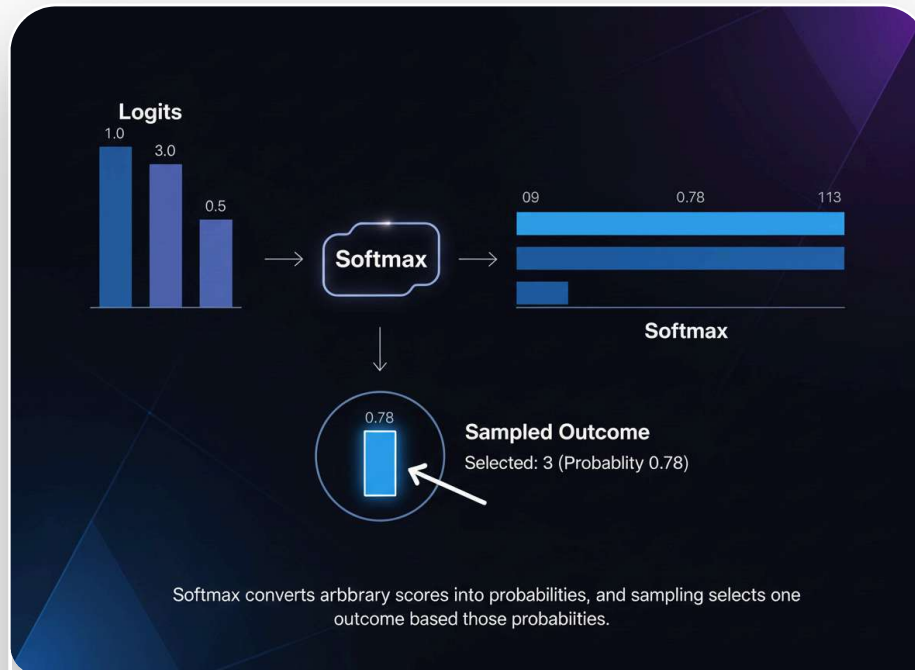 Logits
1.0
3.0
0.5
Softmax
09 0.78 113
Softmax
0.78
Sampled Outcome
Selected: 3 (Probablity 0.78)
Softmax converts arbbrary scores into probabilities, and sampling selects one
outcome based those probabiities.